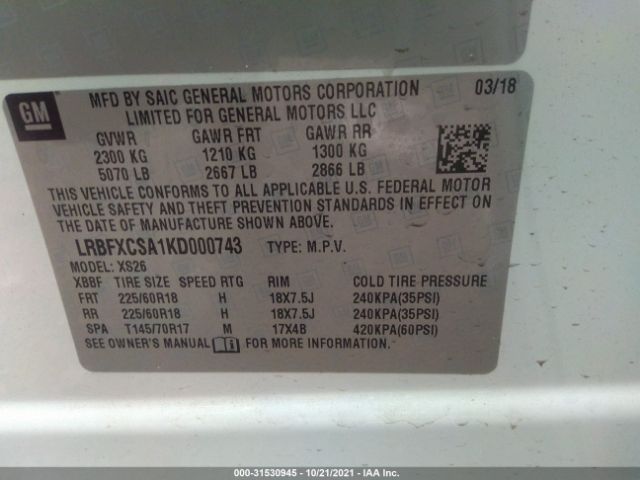 GM
MFD BY SAIC GENERAL MOTORS CORPORATION 03/18
LIMITED FOR GENERAL MOTORS LLC
GVWR GAWR FRT GAWR RR
2300 KG 1210 KG 1300 KG
5070 LB 2667 LB 2866 LB
THIS VEHICLE CONFORMS TO ALL APPLICABLE U.S. FEDERAL MOTOR
VEHICLE SAFETY AND THEFT PREVENTION STANDARDS IN EFFECT ON
THE DATE OF MANUFACTURE SHOWN ABOVE.
LRBFXCSA1KD000743 TYPE: M.P.V.
MODEL: XS26
XBBF TIRE SIZE SPEED RTG RIM COLD TIRE PRESSURE
FRT 225/60R18 H 18X7.5J 240KPA(35PSI)
RR 225/60R18 H 18X7.5J 240KPA(35PSI)
SPA T145/70R17 M 17X4B 420KPA(60PSI)
SEE OWNER'S MANUAL FOR MORE INFORMATION.
000-31530945 - 10/21/2021 - IAA Inc.